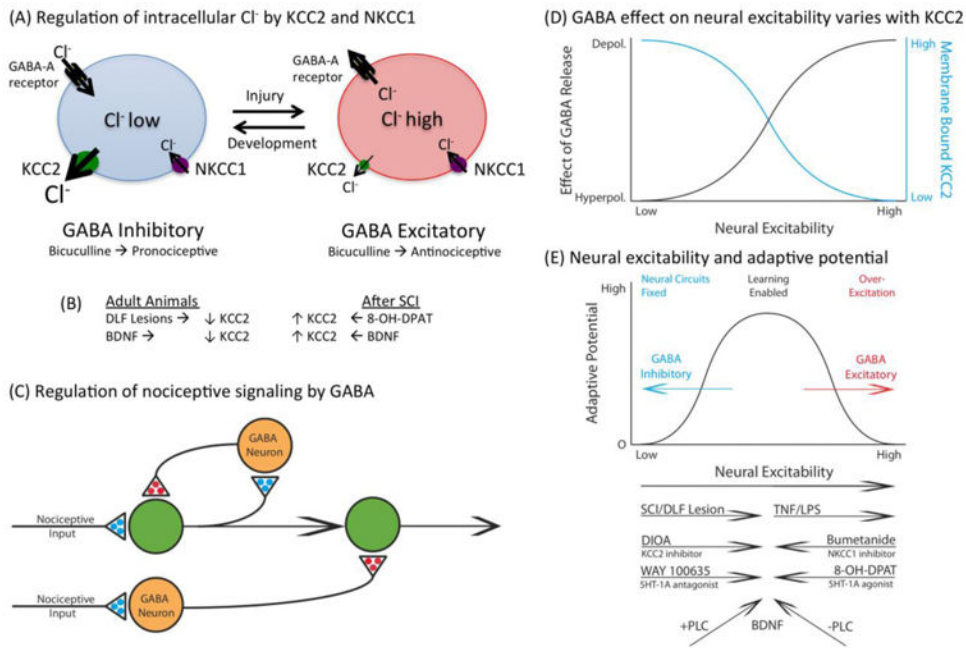 (A) Regulation of intracellular Cl⁻ by KCC2 and NKCC1
Cl⁻
GABA-A
receptor
Cl⁻ low
KCC2
Cl⁻
Cl⁻
NKCC1
Injury
Development
GABA-A
receptor
Cl⁻
Cl⁻ high
KCC2
Cl⁻
Cl⁻
NKCC1
GABA Inhibitory
Bicuculline → Pronociceptive
GABA Excitatory
Bicuculline → Antinociceptive
(B)
Adult Animals
After SCI
DLF Lesions → ↓ KCC2 ↑ KCC2 ← 8-OH-DPAT
BDNF → ↓ KCC2 ↑ KCC2 ← BDNF
(C) Regulation of nociceptive signaling by GABA
GABA
Neuron
Nociceptive
Input
Nociceptive
Input
GABA
Neuron
(D) GABA effect on neural excitability varies with KCC2
Effect of GABA Release
Depol.
Hyperpol.
High
Low
Membrane Bound KCC2
Low
High
Neural Excitability
(E) Neural excitability and adaptive potential
Adaptive Potential
High
O
Neural Circuits
Fixed
Learning
Enabled
Over-
Excitation
GABA
Inhibitory
GABA
Excitatory
Low
High
Neural Excitability
SCI/DLF Lesion
TNF/LPS
DIOA
KCC2 inhibitor
Bumetanide
NKCC1 inhibitor
WAY 100635
5HT-1A antagonist
8-OH-DPAT
5HT-1A agonist
+PLC
BDNF
-PLC